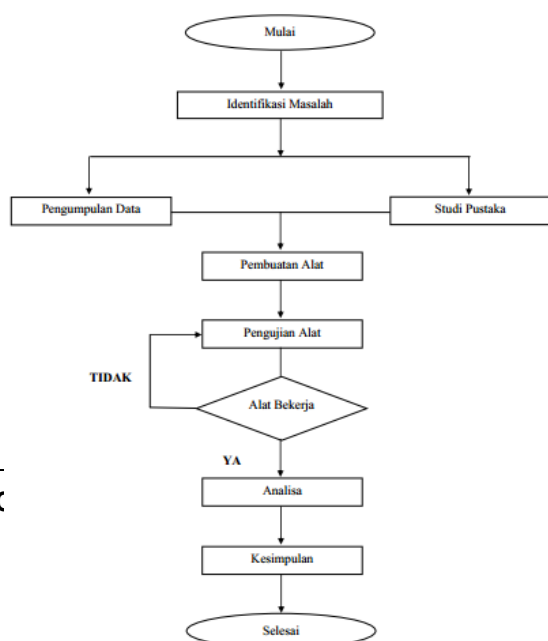 Mulai
Identifikasi Masalah
Pengumpulan Data
Studi Pustaka
Pembuatan Alat
Pengujian Alat
TIDAK
Alat Bekerja
YA
Analisa
Kesimpulan
Selesai